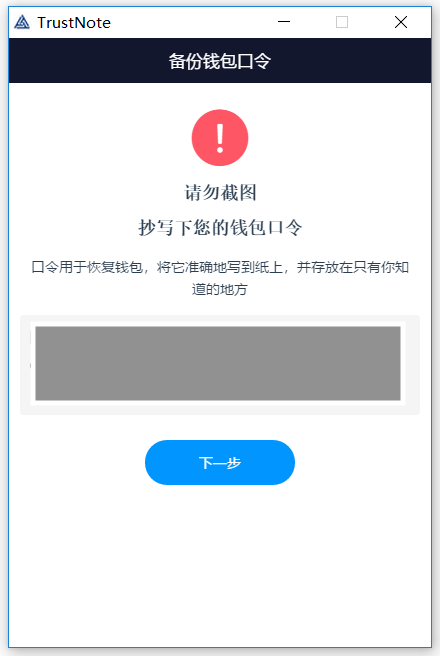 TrustNote
备份钱包口令
请勿截图
抄写下您的钱包口令
口令用于恢复钱包，将它准确地写到纸上，并存放在只有你知
道的地方
下一步